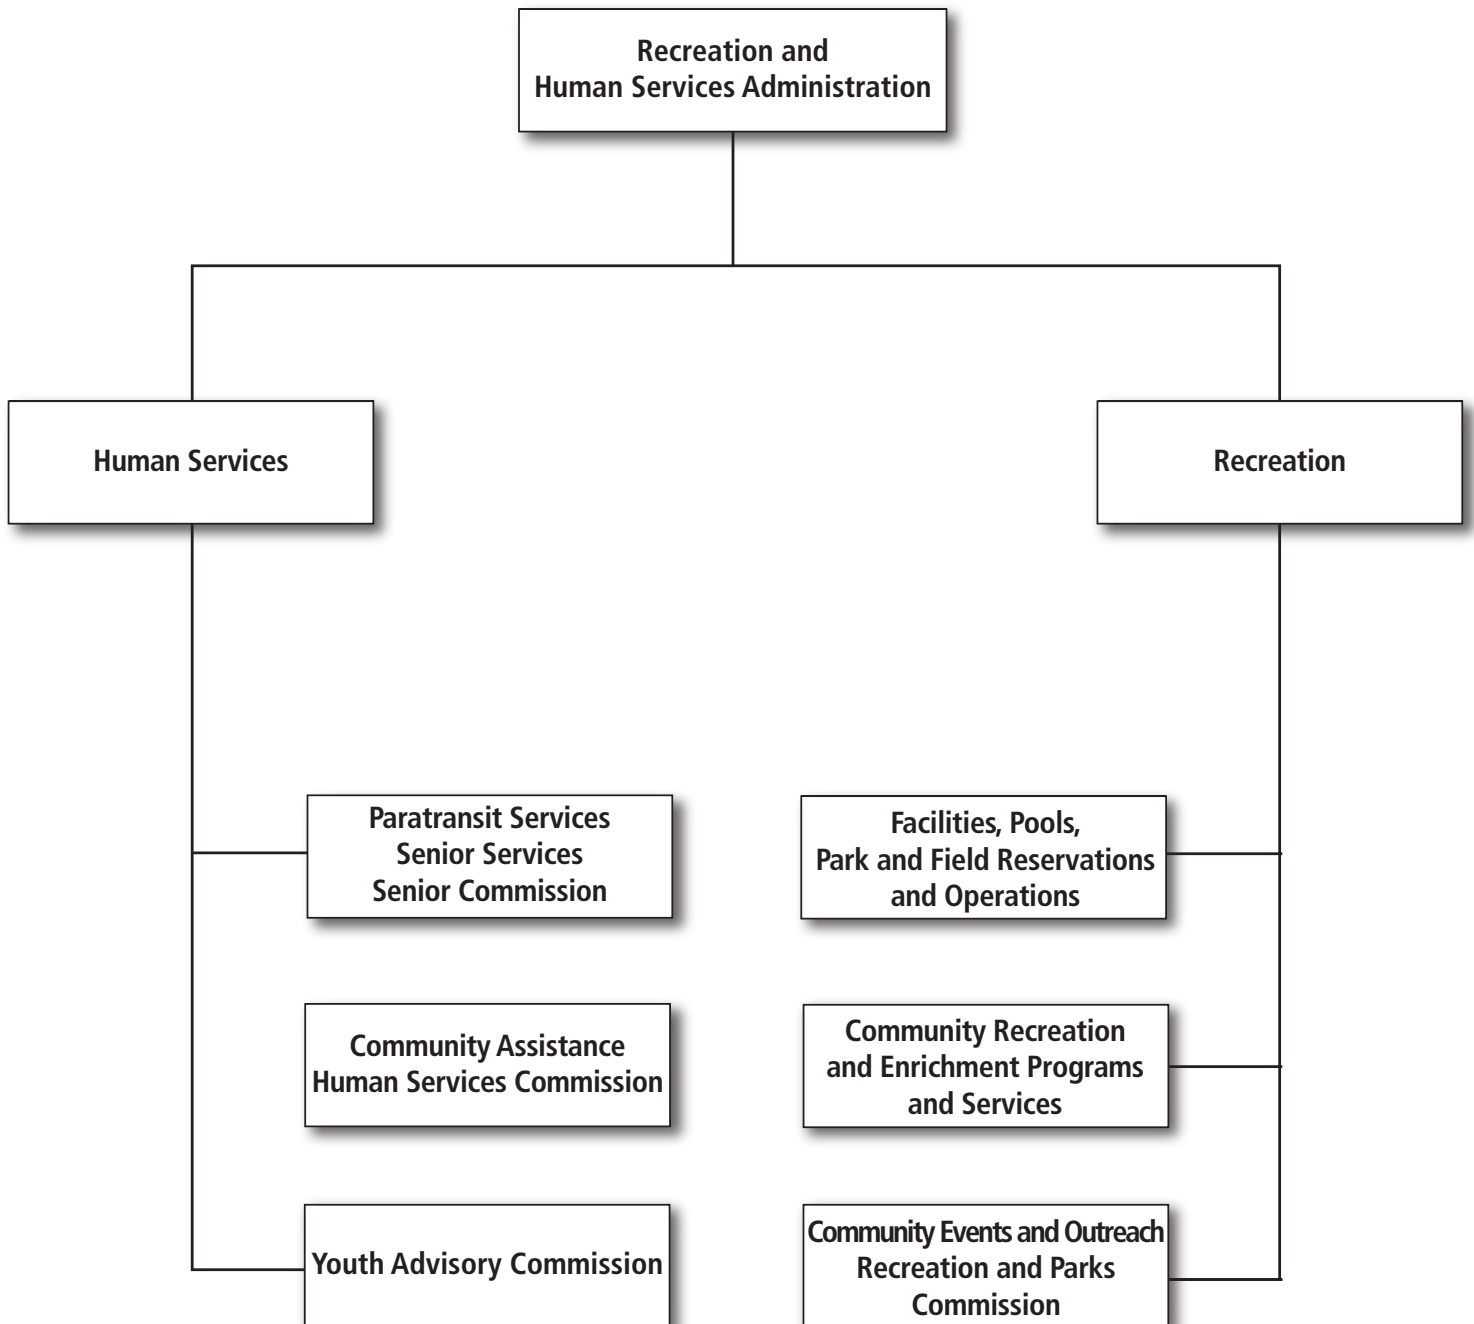 Recreation and
Human Services Administration
Human Services
Recreation
Paratransit Services
Senior Services
Senior Commission
Facilities, Pools,
Park and Field Reservations
and Operations
Community Assistance
Human Services Commission
Community Recreation
and Enrichment Programs
and Services
Youth Advisory Commission
Community Events and Outreach
Recreation and Parks
Commission